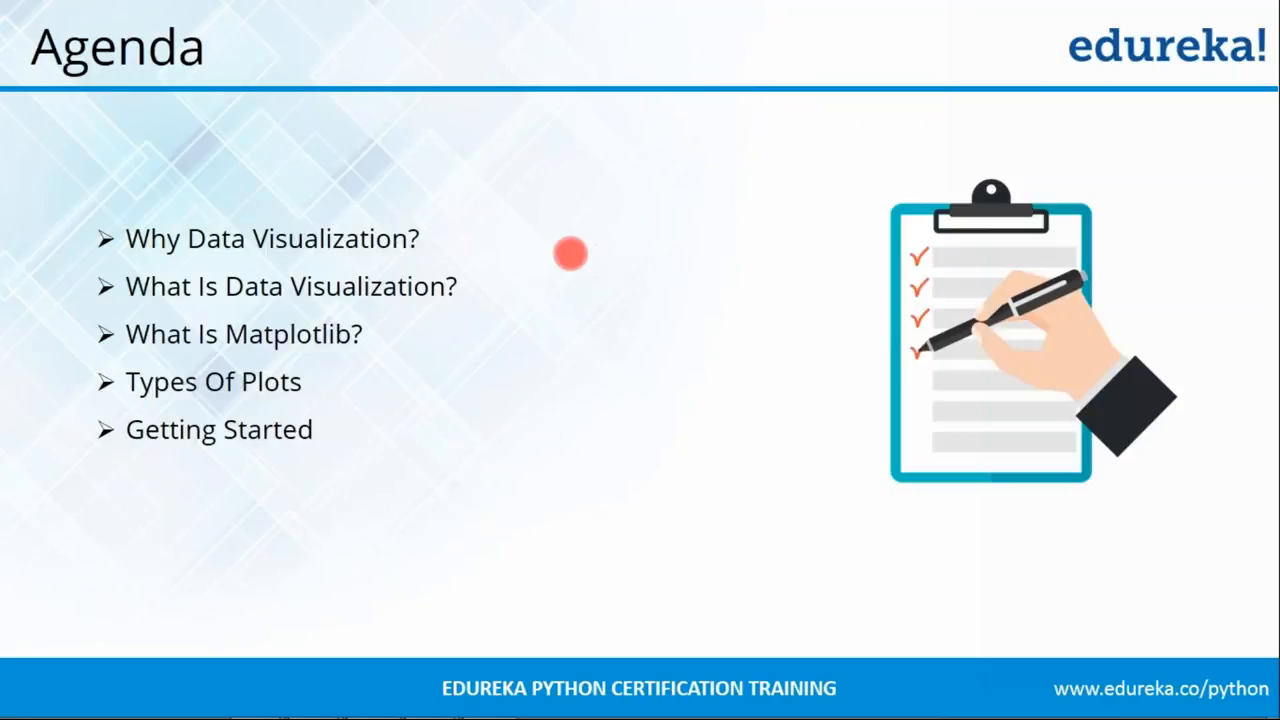 Agenda
edureka!
Why Data Visualization?
What Is Data Visualization?
What Is Matplotlib?
Types Of Plots
Getting Started
EDUREKA PYTHON CERTIFICATION TRAINING
www.edureka.co/python